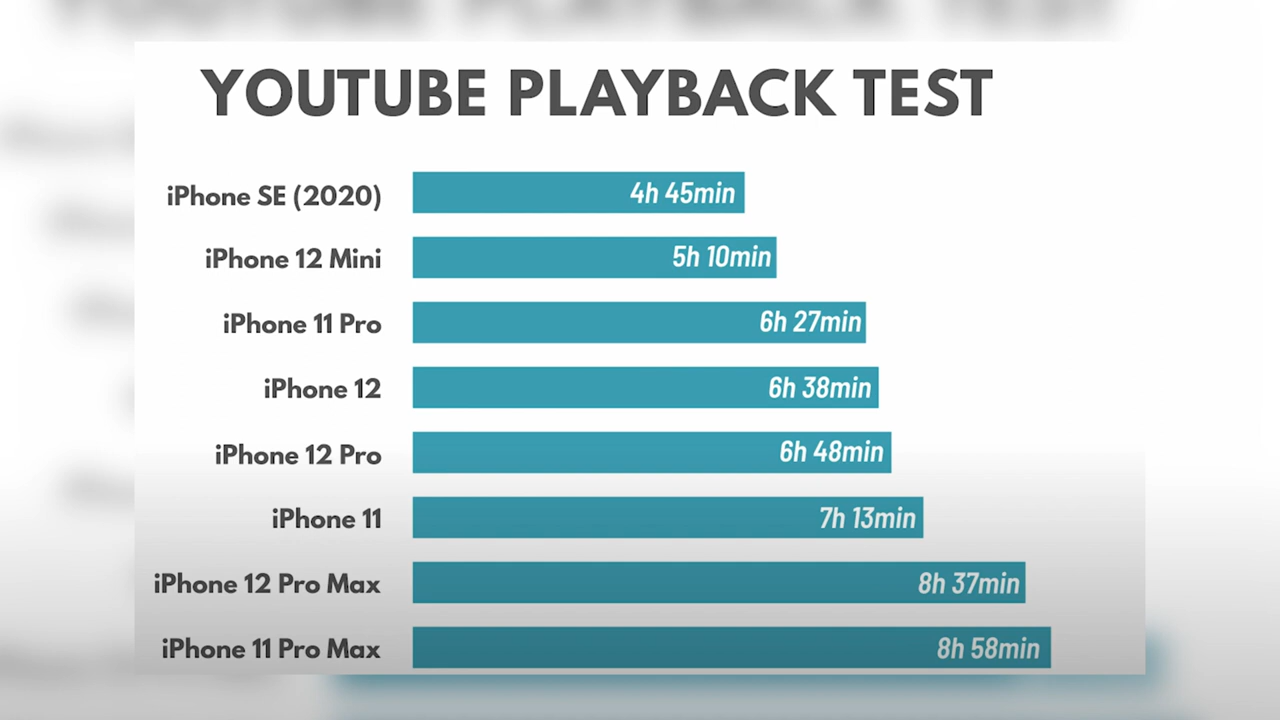 YOUTUBE PLAYBACK TEST
iPhone SE (2020) 4h 45min
iPhone 12 Mini 5h 10min
iPhone 11 Pro 6h 27min
iPhone 12 6h 38min
iPhone 12 Pro 6h 48min
iPhone 11 7h 13min
iPhone 12 Pro Max 8h 37min
iPhone 11 Pro Max 8h 58min